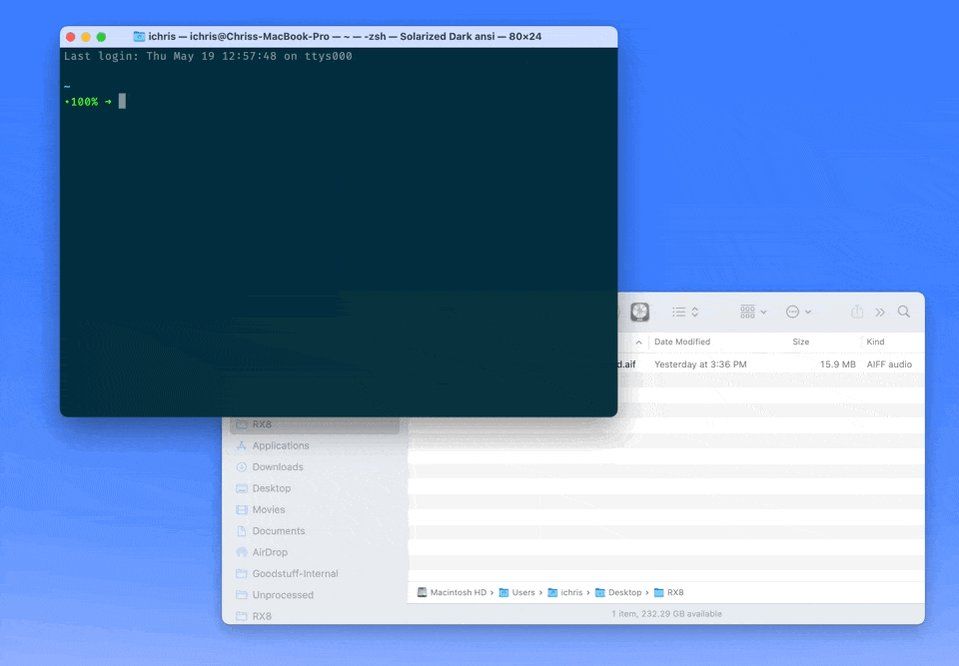 ichris — ichris@Chriss-MacBook-Pro — ~ — -zsh — Solarized Dark ansi — 80×24
Last login: Thu May 19 12:57:48 on ttys000
~
•100% ➜
Date Modified Size Kind
d.aif Yesterday at 3:36 PM 15.9 MB AIFF audio
RX8
Applications
Downloads
Desktop
Movies
Documents
AirDrop
Goodstuff-Internal
Unprocessed
RX8
Macintosh HD › Users › ichris › Desktop › RX8
1 item, 232.29 GB available